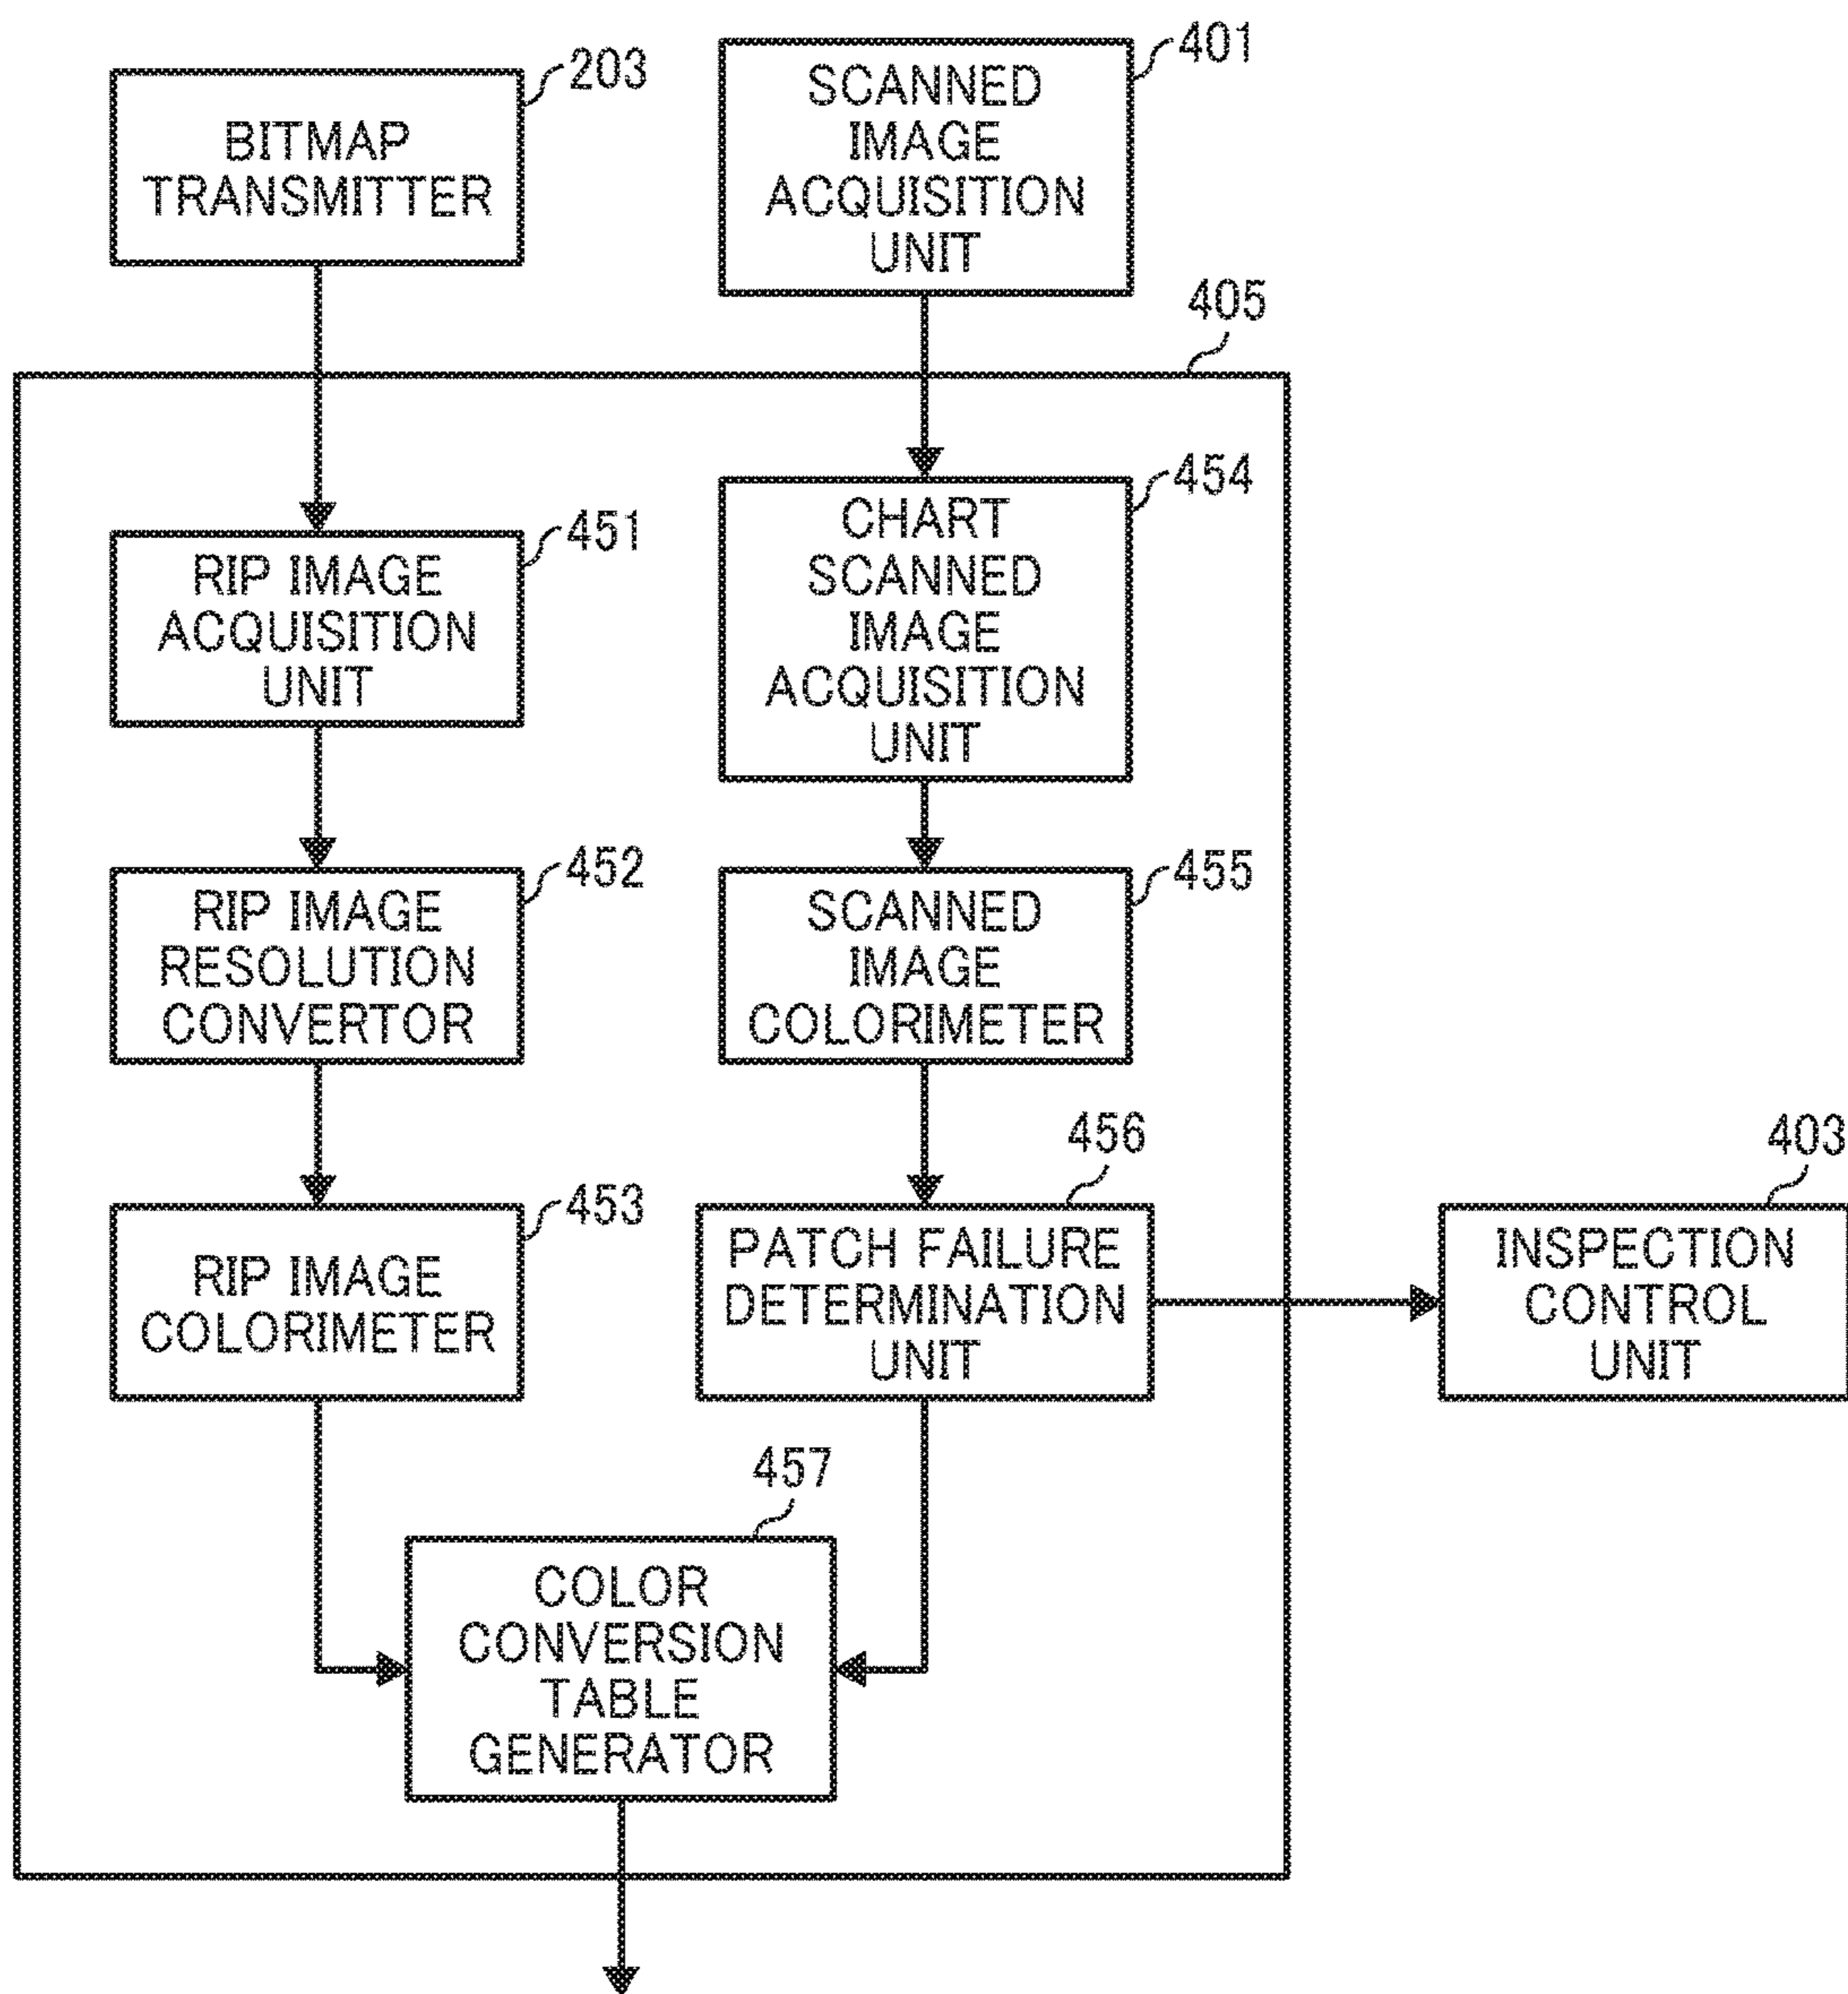 203
BITMAP
TRANSMITTER
401
SCANNED
IMAGE
ACQUISITION
UNIT
405
451
RIP IMAGE
ACQUISITION
UNIT
454
CHART
SCANNED
IMAGE
ACQUISITION
UNIT
452
RIP IMAGE
RESOLUTION
CONVERTOR
455
SCANNED
IMAGE
COLORIMETER
453
RIP IMAGE
COLORIMETER
456
PATCH FAILURE
DETERMINATION
UNIT
403
INSPECTION
CONTROL
UNIT
457
COLOR
CONVERSION
TABLE
GENERATOR